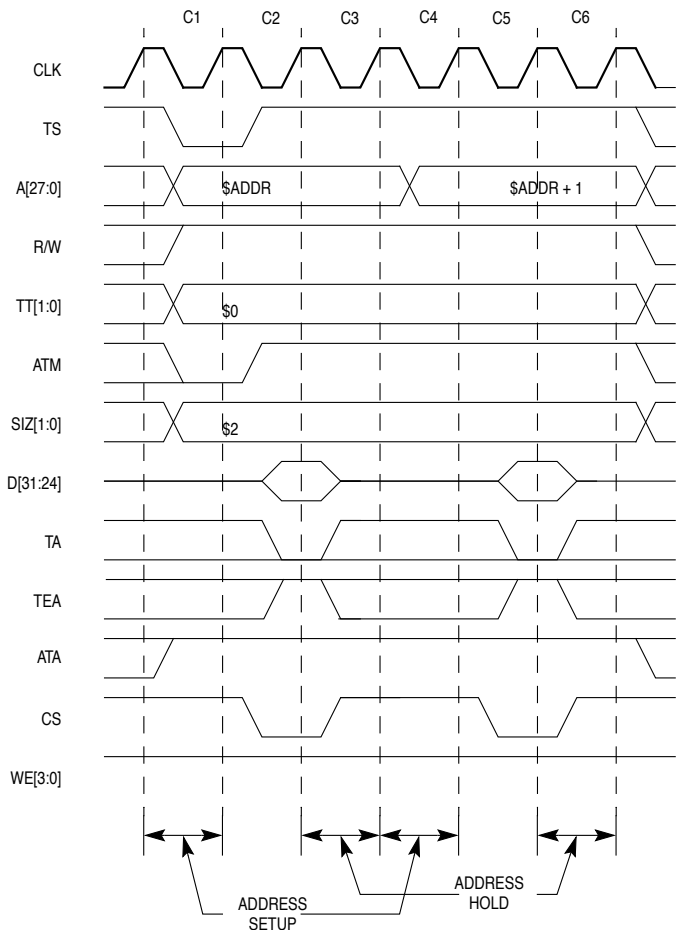 C1 C2 C3 C4 C5 C6
CLK
TS
A[27:0] $ADDR $ADDR + 1
R/W
TT[1:0] $0
ATM
SIZ[1:0] $2
D[31:24]
TA
TEA
ATA
CS
WE[3:0]
ADDRESS
SETUP
ADDRESS
HOLD